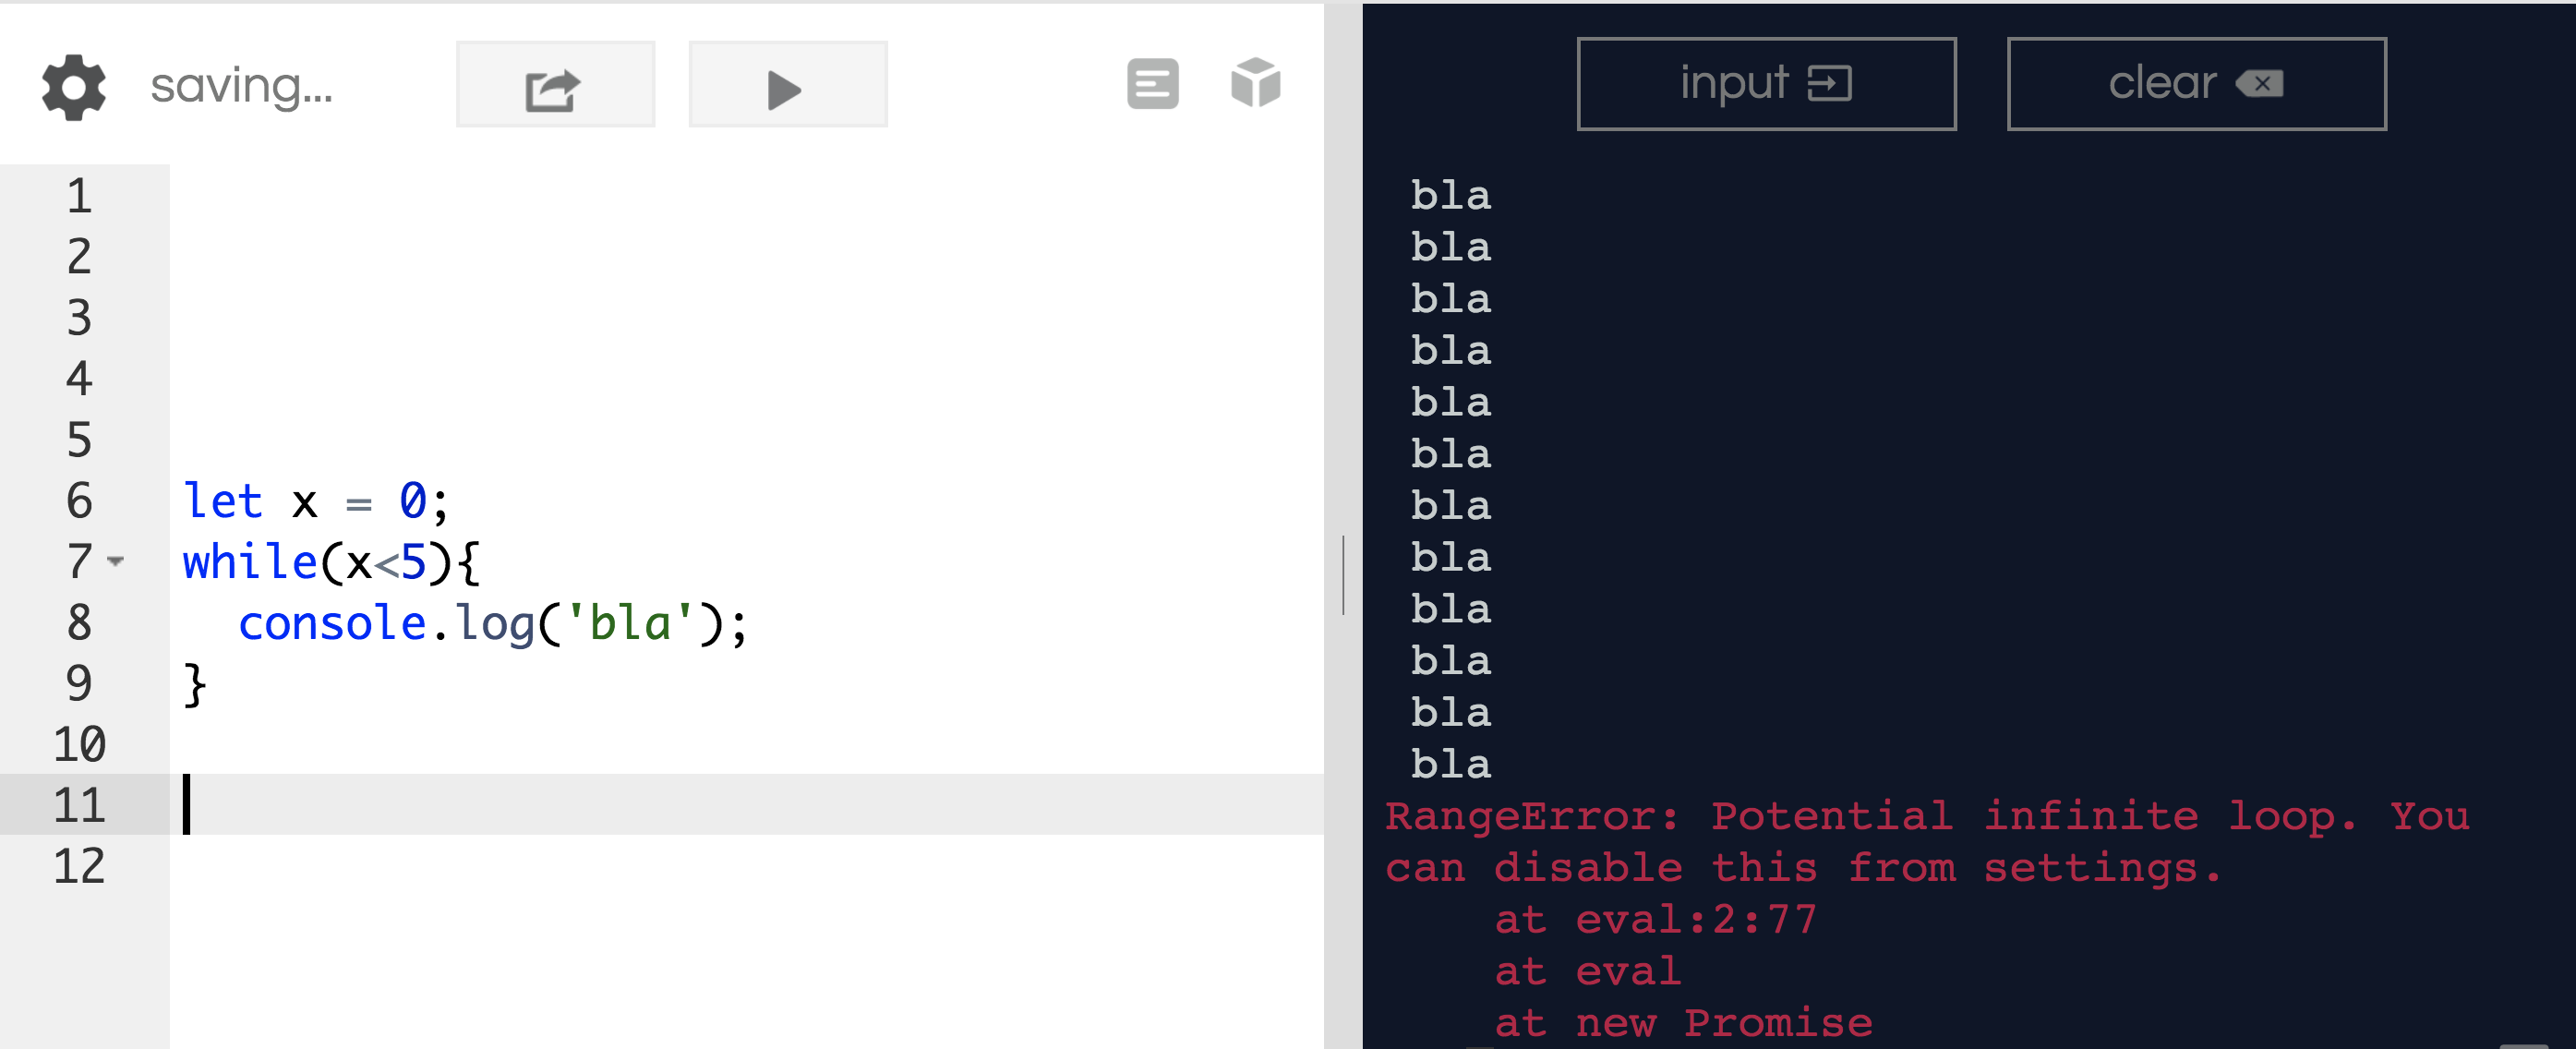 saving...
input
clear
1
2
3
4
5
6 let x = 0;
7 while(x<5){
8   console.log('bla');
9 }
10
11
12
bla
bla
bla
bla
bla
bla
bla
bla
bla
bla
bla
bla
RangeError: Potential infinite loop. You
can disable this from settings.
    at eval:2:77
    at eval
    at new Promise